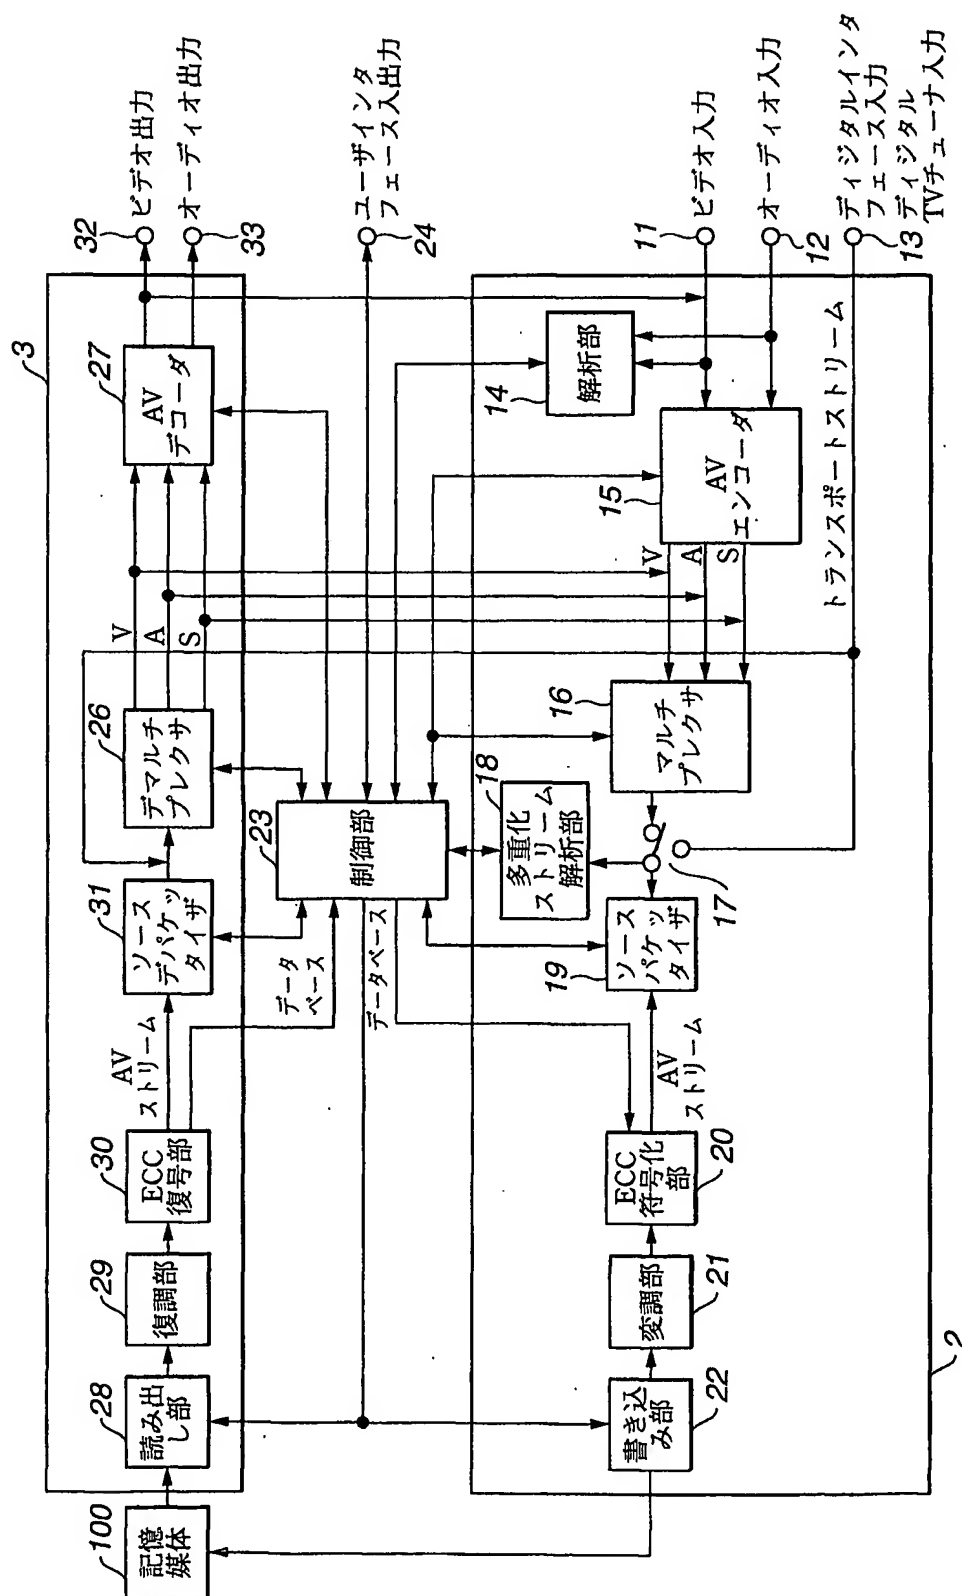 3
100
記憶
媒体
28
読み出
し部
29
復調部
30
ECC
復号部
AV
ストリーム
31
ソース
デパケッ
タイザ
26
デマルチ
プレクサ
V
A
S
27
AV
デコーダ
32
ビデオ出力
オーディオ出力
33
データ
ベース
データベース
23
制御部
ユーザインタ
フェース入出力
24
2
書き込
み部
22
変調部
21
ECC
符号化
部
20
AV
ストリーム
19
ソース
パケッ
タイザ
18
多重化
ストリーム
解析部
17
16
マルチ
プレクサ
V
A
S
15
AV
エンコーダ
14
解析部
トランスポートストリーム
11
ビデオ入力
12
オーディオ入力
13
ディジタルインタ
フェース入力
ディジタル
TVチューナ入力